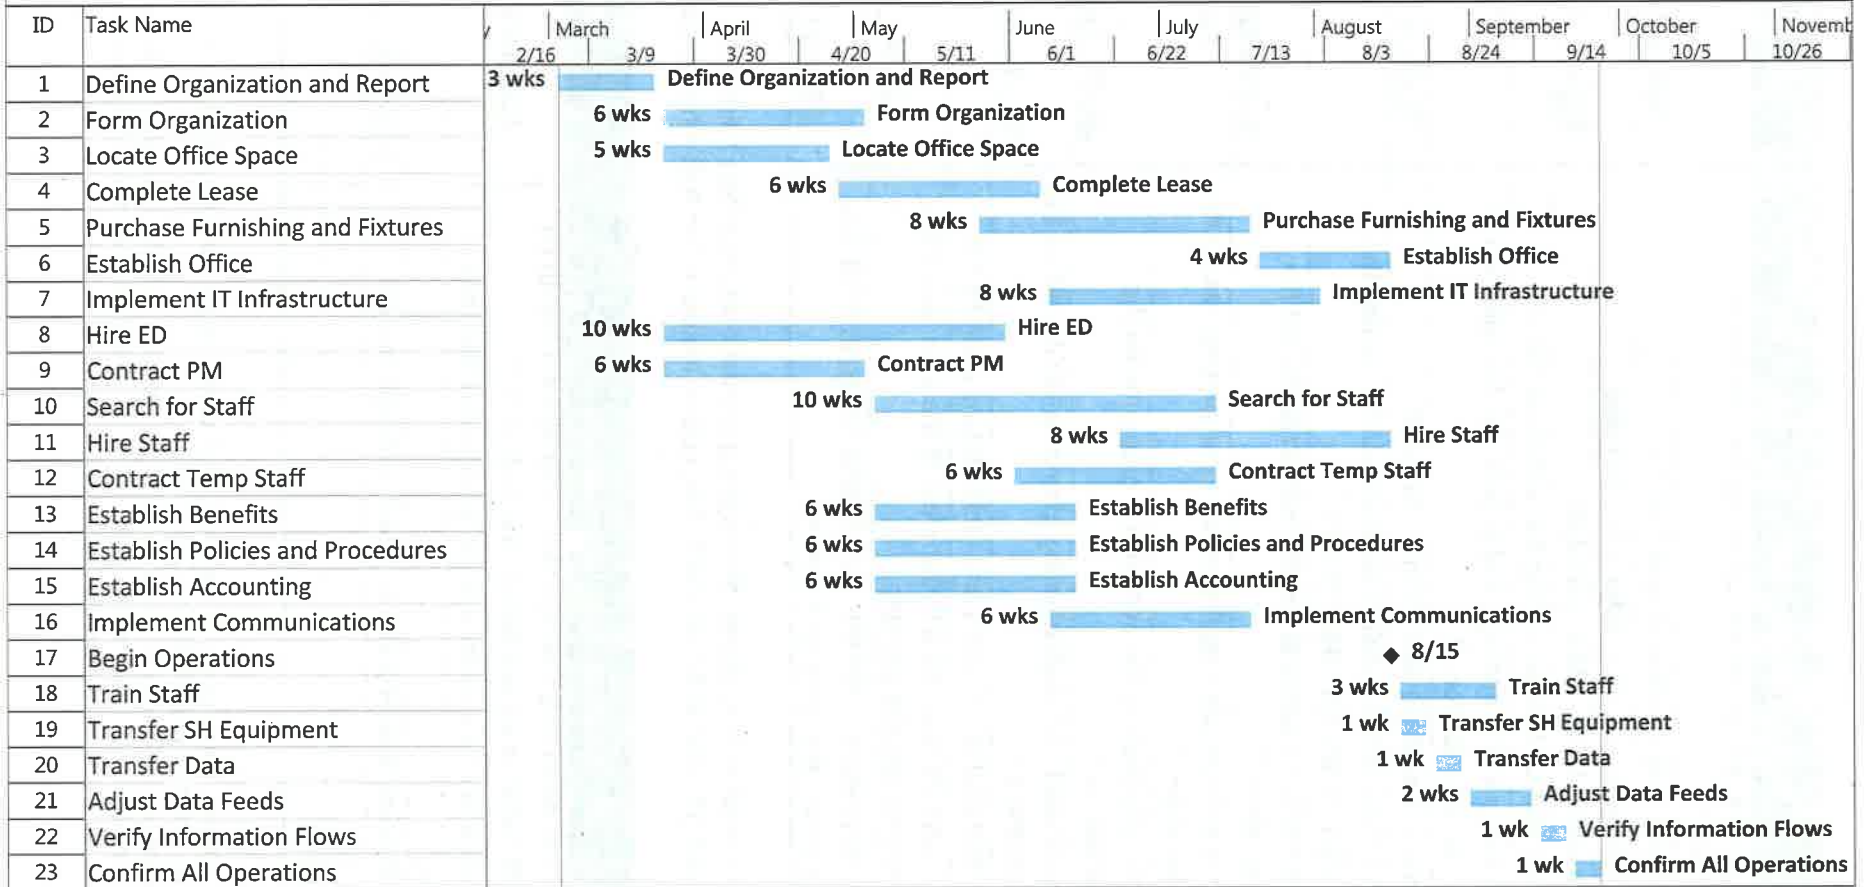 ID Task Name March April May June July August September October Novemb
2/16 3/9 3/30 4/20 5/11 6/1 6/22 7/13 8/3 8/24 9/14 10/5 10/26
1 Define Organization and Report 3 wks Define Organization and Report
2 Form Organization 6 wks Form Organization
3 Locate Office Space 5 wks Locate Office Space
4 Complete Lease 6 wks Complete Lease
5 Purchase Furnishing and Fixtures 8 wks Purchase Furnishing and Fixtures
6 Establish Office 4 wks Establish Office
7 Implement IT Infrastructure 8 wks Implement IT Infrastructure
8 Hire ED 10 wks Hire ED
9 Contract PM 6 wks Contract PM
10 Search for Staff 10 wks Search for Staff
11 Hire Staff 8 wks Hire Staff
12 Contract Temp Staff 6 wks Contract Temp Staff
13 Establish Benefits 6 wks Establish Benefits
14 Establish Policies and Procedures 6 wks Establish Policies and Procedures
15 Establish Accounting 6 wks Establish Accounting
16 Implement Communications 6 wks Implement Communications
17 Begin Operations 8/15
18 Train Staff 3 wks Train Staff
19 Transfer SH Equipment 1 wk Transfer SH Equipment
20 Transfer Data 1 wk Transfer Data
21 Adjust Data Feeds 2 wks Adjust Data Feeds
22 Verify Information Flows 1 wk Verify Information Flows
23 Confirm All Operations 1 wk Confirm All Operations